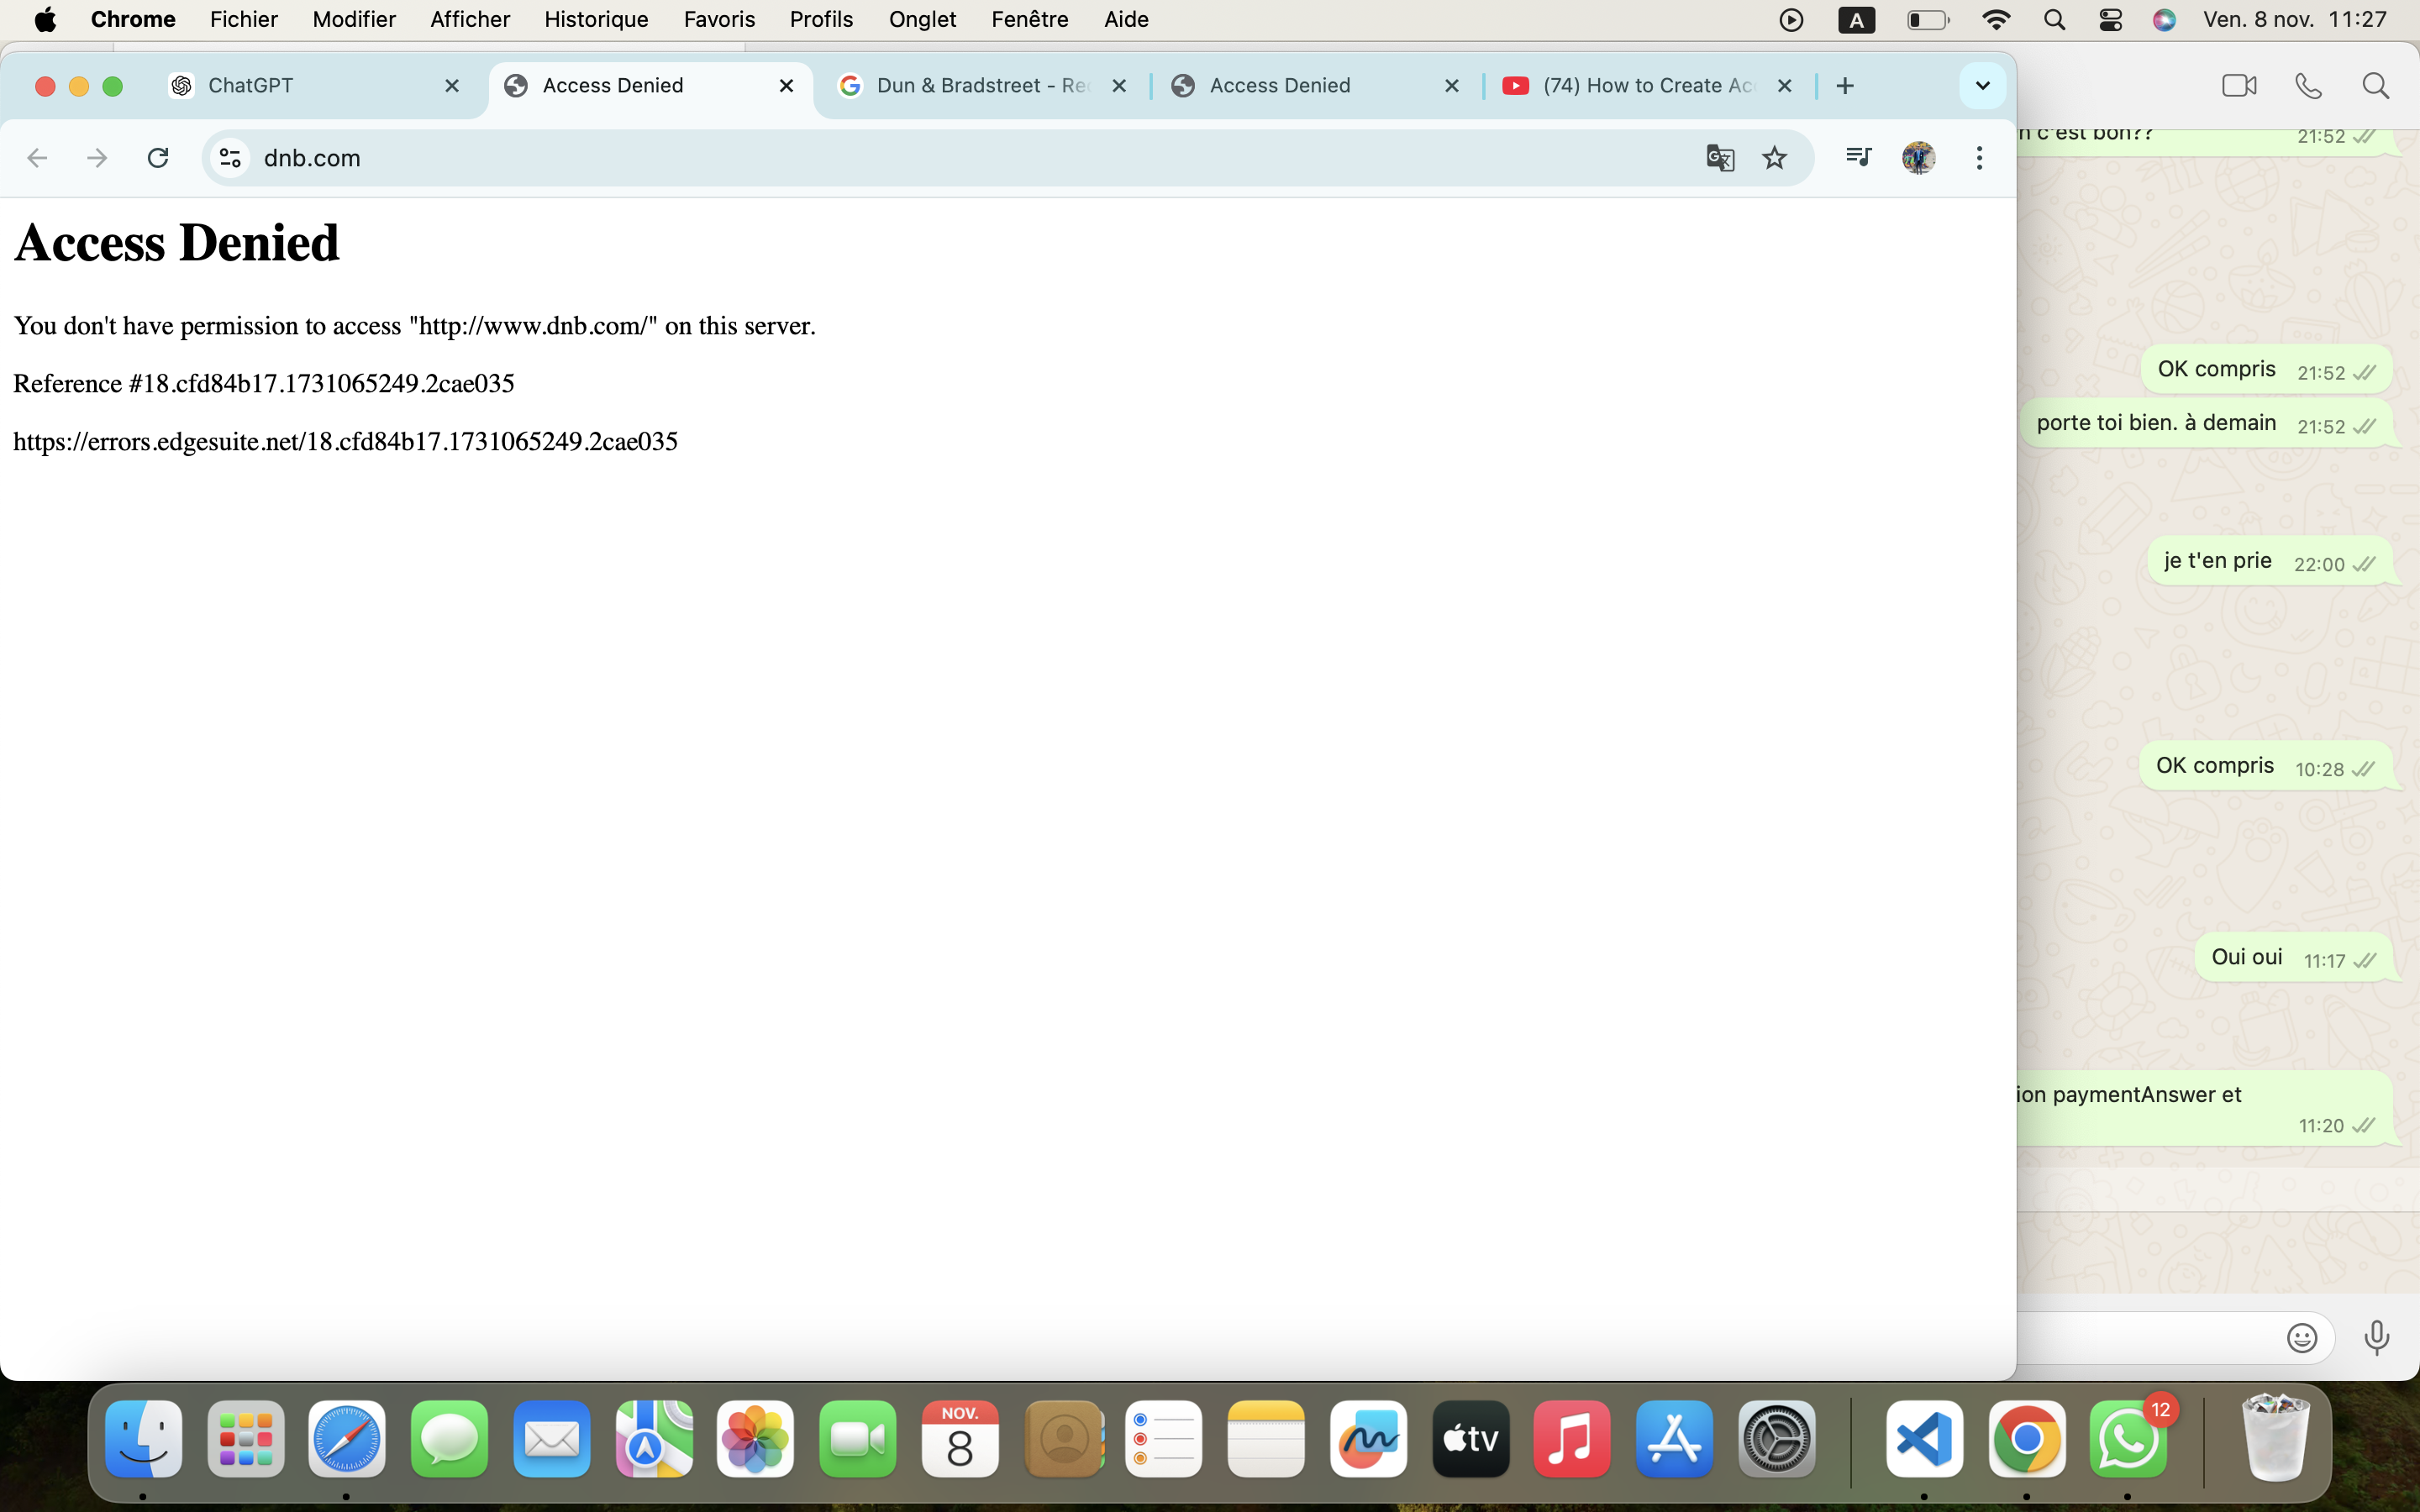 Chrome Fichier Modifier Afficher Historique Favoris Profils Onglet Fenêtre Aide A Ven. 8 nov. 11:27
ChatGPT Access Denied Dun & Bradstreet - Access Denied (74) How to Create
dnb.com
Access Denied
You don't have permission to access "http://www.dnb.com/" on this server.
Reference #18.cfd84b17.1731065249.2cae035
https://errors.edgesuite.net/18.cfd84b17.1731065249.2cae035
c'est bon?? 21:52
OK compris 21:52
porte toi bien. à demain 21:52
je t'en prie 22:00
OK compris 10:28
Oui oui 11:17
paymentAnswer et
11:20
NOV.
8
tv
12